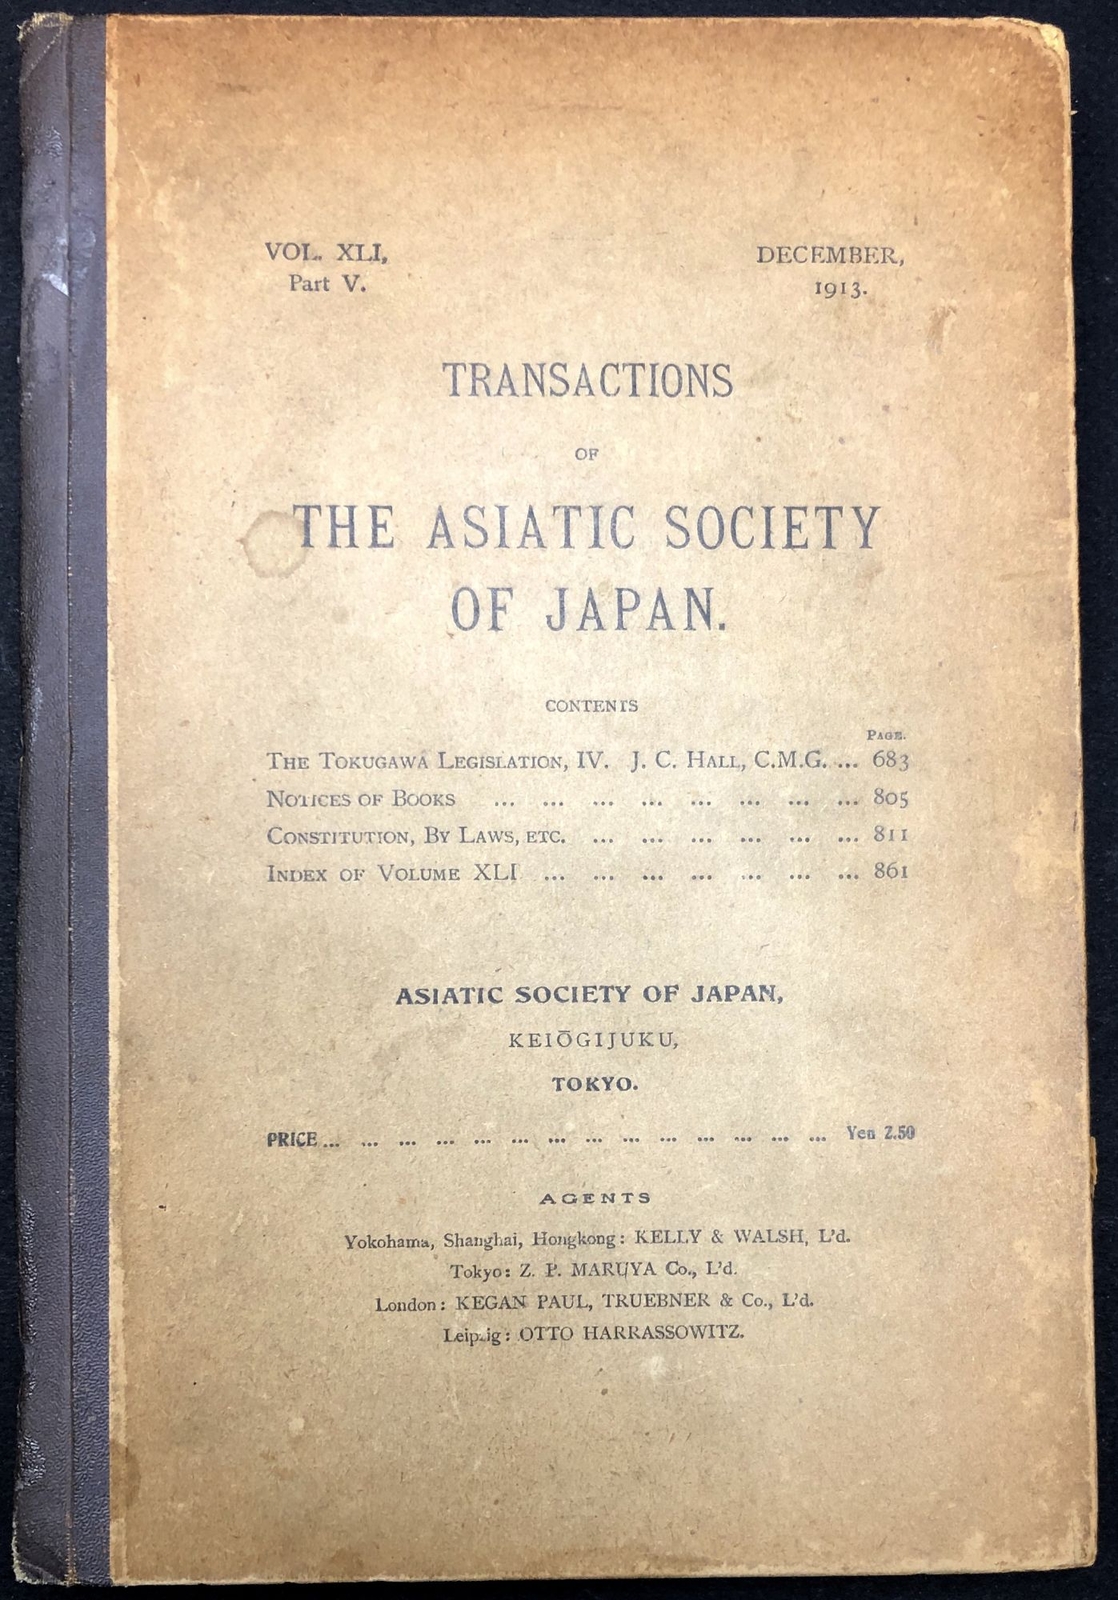 VOL. XLI,
Part V.
DECEMBER,
1913.
TRANSACTIONS
OF
THE ASIATIC SOCIETY
OF JAPAN.
CONTENTS
PAGE.
THE TOKUGAWA LEGISLATION, IV. J. C. HALL, C.M.G. ... 683
NOTICES OF BOOKS ... ... ... ... ... ... ... ... 805
CONSTITUTION, BY LAWS, ETC. ... ... ... ... ... ... 811
INDEX OF VOLUME XLI ... ... ... ... ... ... ... 861
ASIATIC SOCIETY OF JAPAN,
KEIŌGIJUKU,
TOKYO.
PRICE ... ... ... ... ... ... ... ... ... ... ... ... ... ... Yen 2.50
AGENTS
Yokohama, Shanghai, Hongkong: KELLY & WALSH, L'd.
Tokyo: Z. P. MARUYA Co., L'd.
London: KEGAN PAUL, TRUEBNER & Co., L'd.
Leipzig: OTTO HARRASSOWITZ.